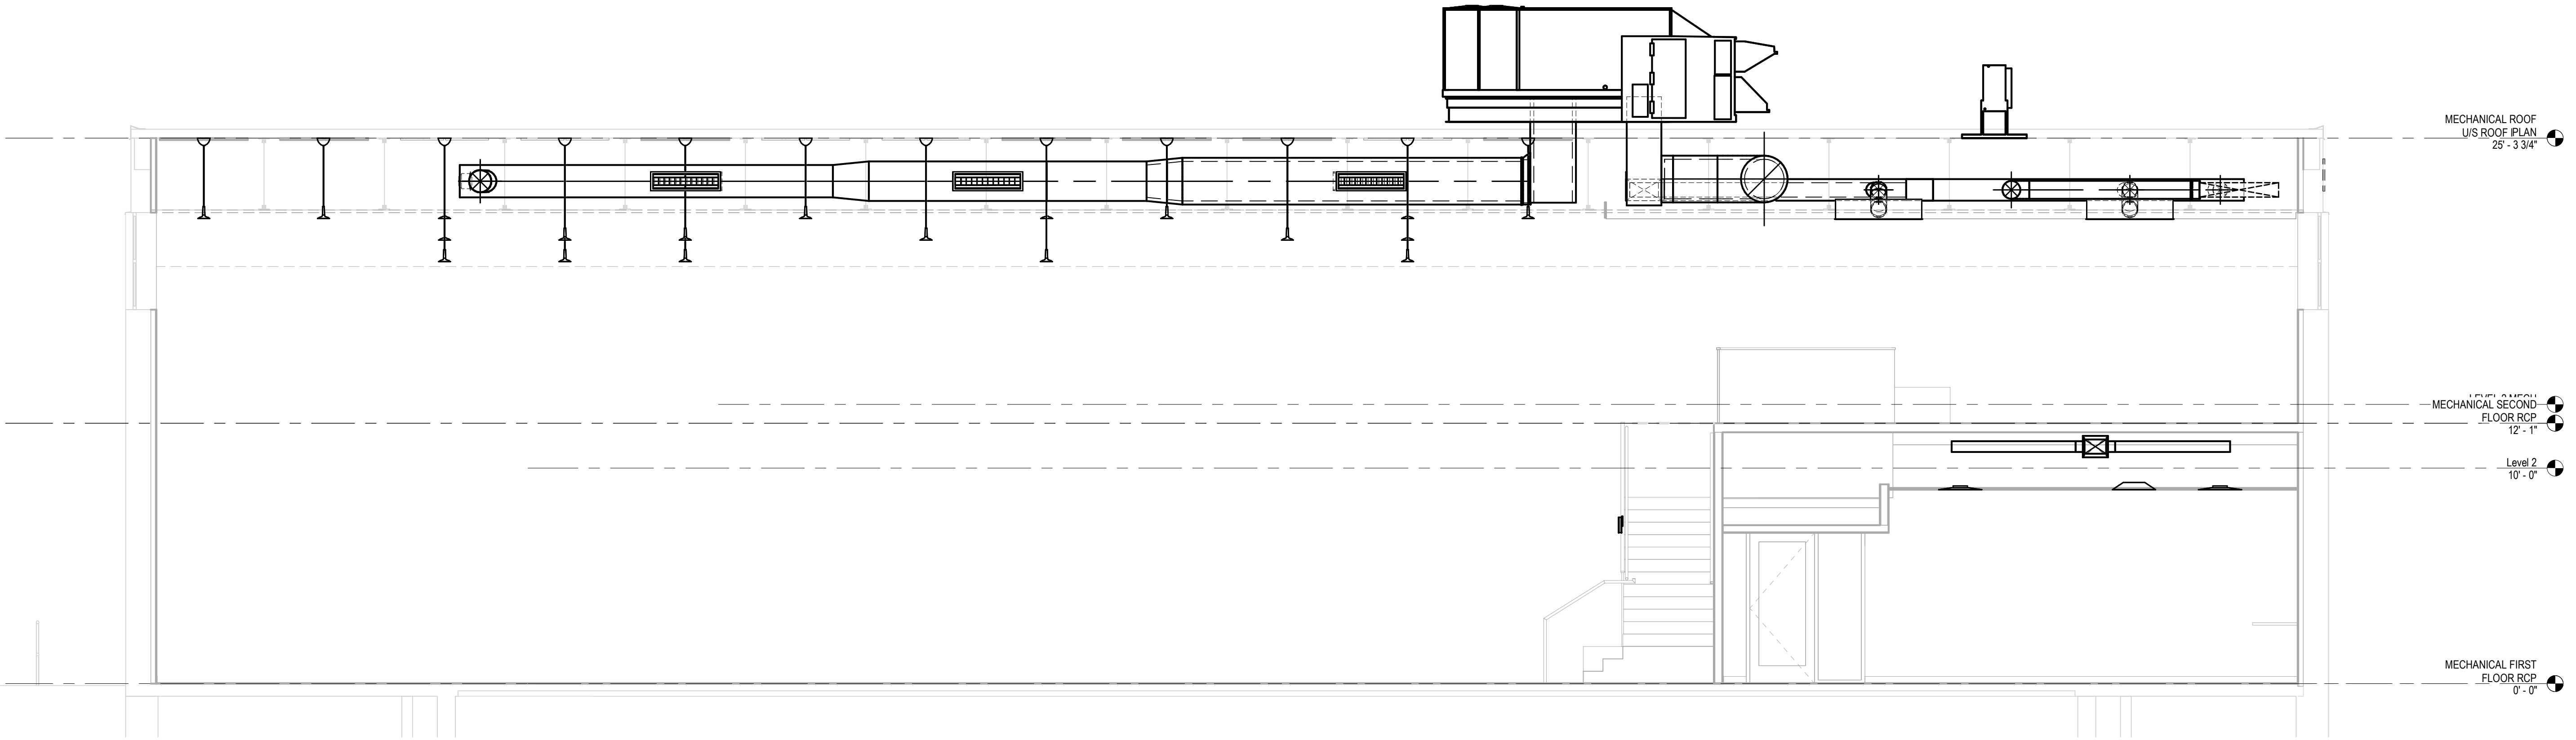 MECHANICAL ROOF
U/S ROOF PLAN
25' - 3 3/4"
MECHANICAL SECOND
FLOOR RCP
12' - 1"
Level 2
10' - 0"
MECHANICAL FIRST
FLOOR RCP
0' - 0"